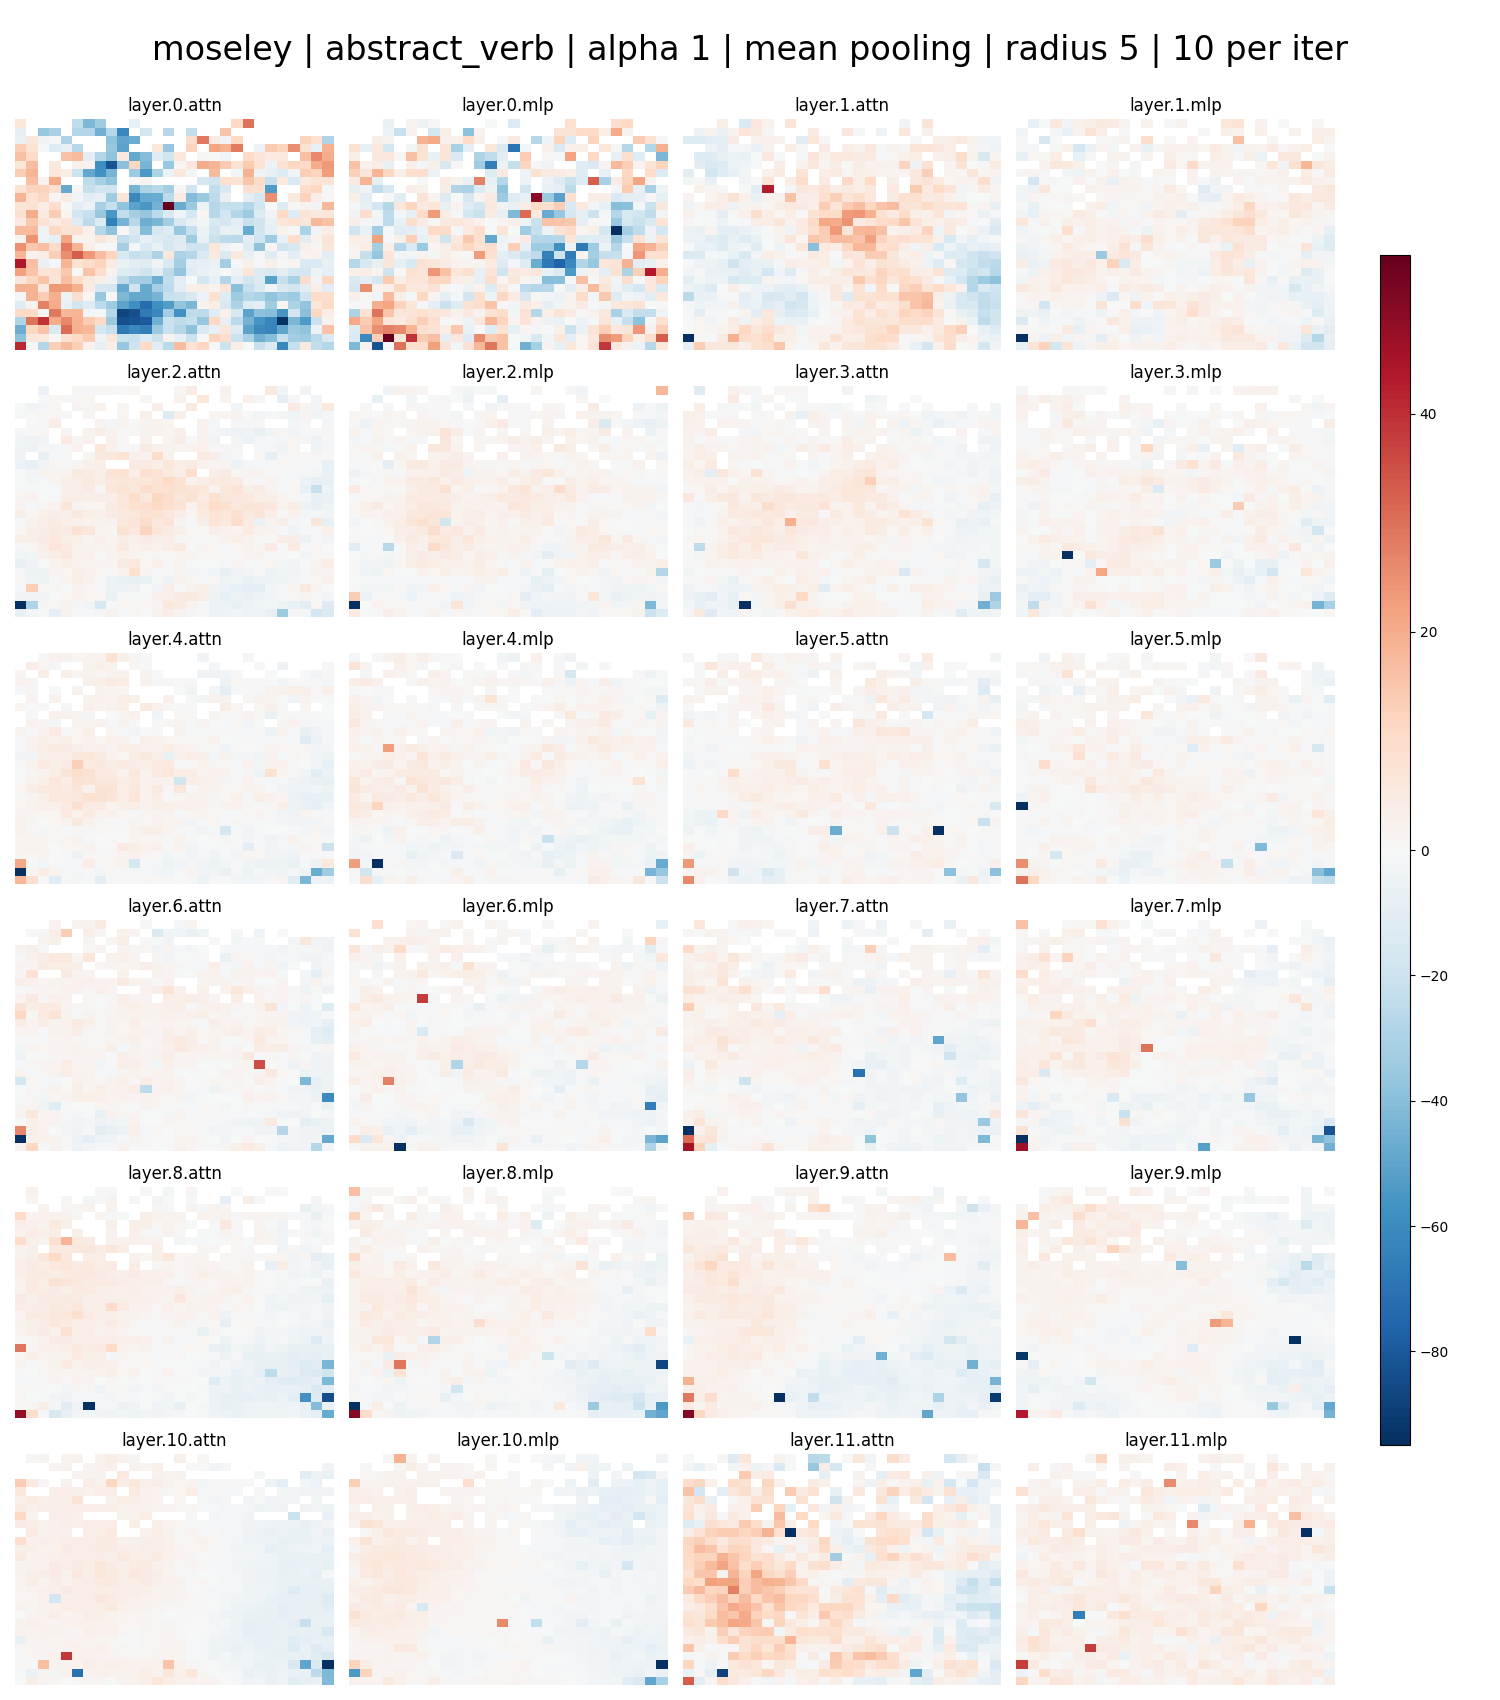 moseley | abstract_verb | alpha 1 | mean pooling | radius 5 | 10 per iter
layer.0.attn
layer.0.mlp
layer.1.attn
layer.1.mlp
layer.2.attn
layer.2.mlp
layer.3.attn
layer.3.mlp
layer.4.attn
layer.4.mlp
layer.5.attn
layer.5.mlp
layer.6.attn
layer.6.mlp
layer.7.attn
layer.7.mlp
layer.8.attn
layer.8.mlp
layer.9.attn
layer.9.mlp
layer.10.attn
layer.10.mlp
layer.11.attn
layer.11.mlp
40
20
0
−20
−40
−60
−80